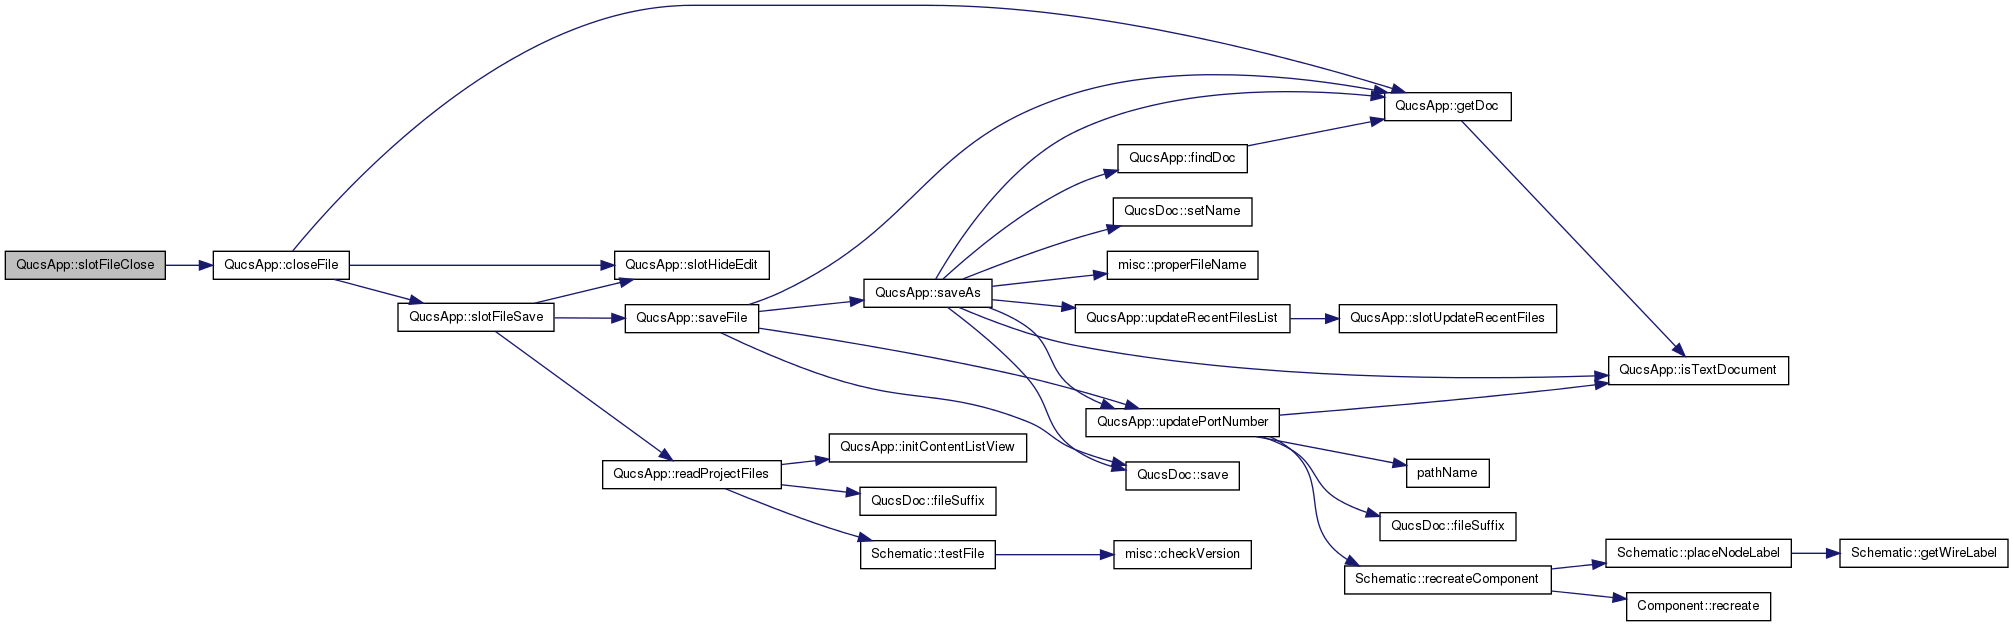 QucsApp::slotFileClose
QucsApp::closeFile
QucsApp::slotHideEdit
QucsApp::slotFileSave
QucsApp::saveFile
QucsApp::readProjectFiles
QucsApp::saveAs
QucsApp::initContentListView
QucsDoc::fileSuffix
Schematic::testFile
QucsApp::getDoc
QucsApp::findDoc
QucsDoc::setName
misc::properFileName
QucsApp::updateRecentFilesList
QucsApp::slotUpdateRecentFiles
QucsApp::isTextDocument
QucsApp::updatePortNumber
QucsDoc::save
pathName
QucsDoc::fileSuffix
misc::checkVersion
Schematic::recreateComponent
Schematic::placeNodeLabel
Schematic::getWireLabel
Component::recreate